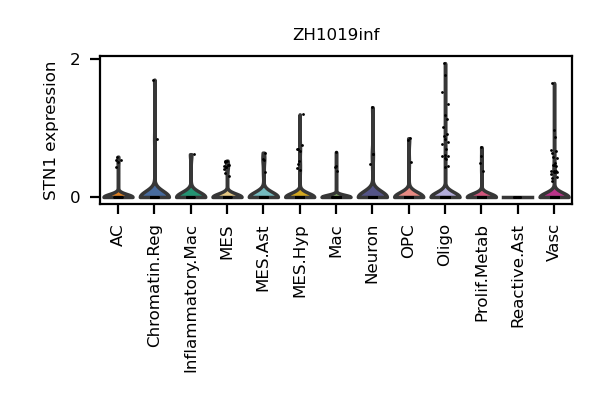 ZH1019inf
STN1 expression
2
0
AC
Chromatin.Reg
Inflammatory.Mac
MES
MES.Ast
MES.Hyp
Mac
Neuron
OPC
Oligo
Prolif.Metab
Reactive.Ast
Vasc